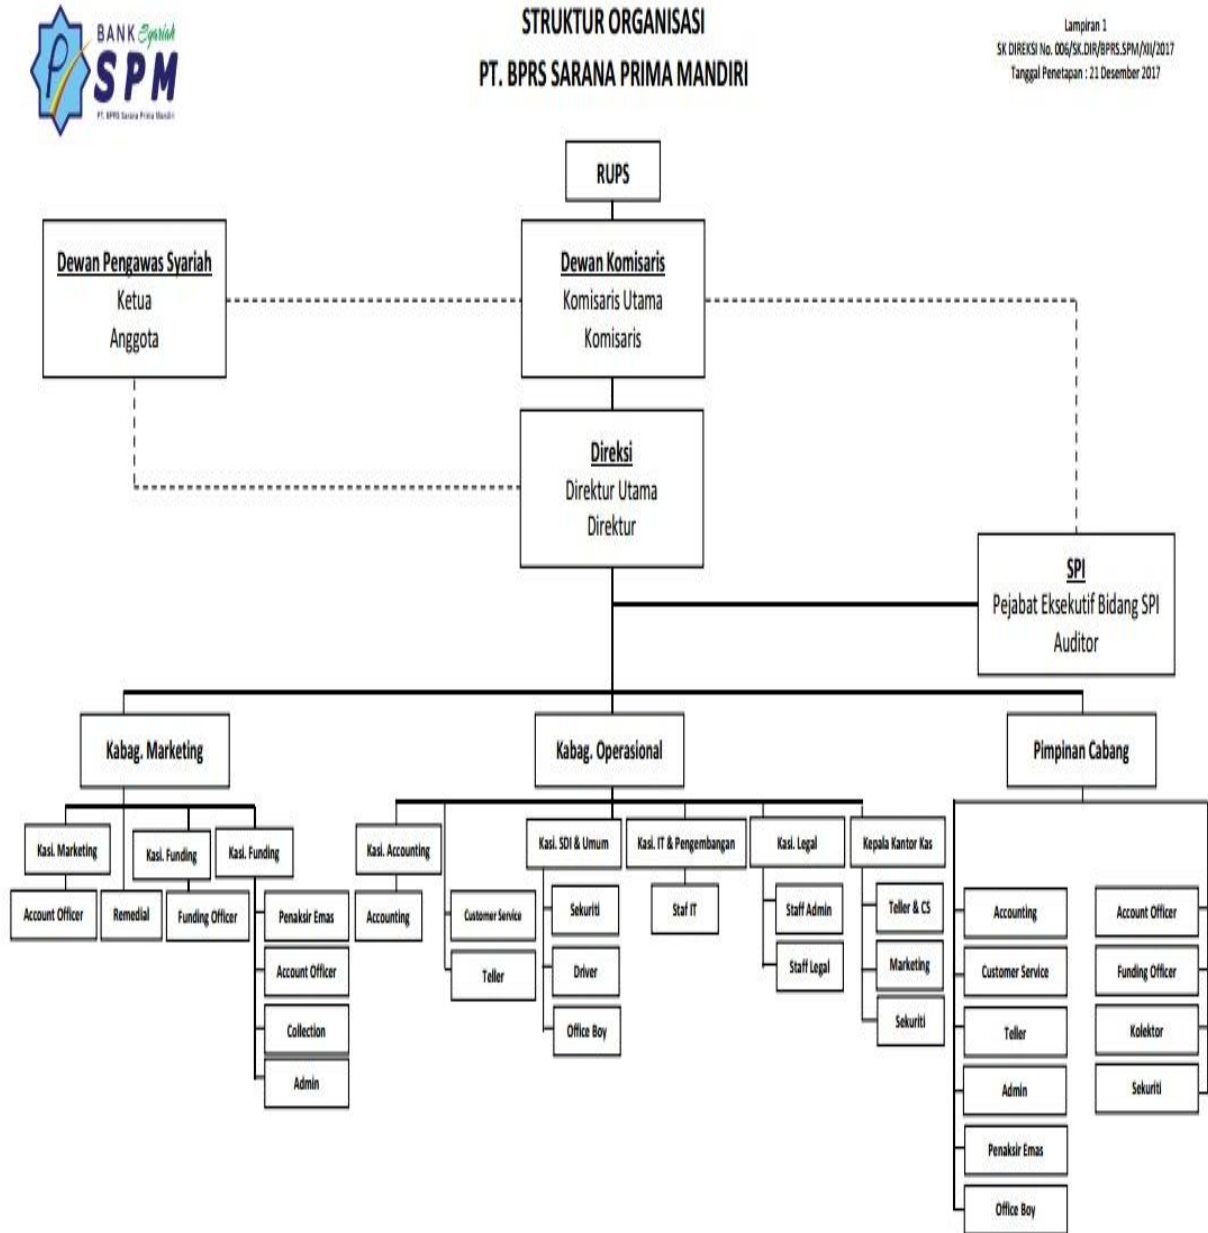 BANK Syariah
SPM
PT. BPRS Sarana Prima Mandiri
STRUKTUR ORGANISASI
PT. BPRS SARANA PRIMA MANDIRI
Lampiran 1
SK DIREKSI No. 006/SK.DIR/BPRS.SPM/XII/2017
Tanggal Penetapan : 21 Desember 2017
RUPS
Dewan Pengawas Syariah
Ketua
Anggota
Dewan Komisaris
Komisaris Utama
Komisaris
Direksi
Direktur Utama
Direktur
SPI
Pejabat Eksekutif Bidang SPI
Auditor
Kabag. Marketing
Kabag. Operasional
Pimpinan Cabang
Kasi. Marketing
Kasi. Funding
Kasi. Funding
Kasi. Accounting
Kasi. SDI & Umum
Kasi. IT & Pengembangan
Kasi. Legal
Kepala Kantor Kas
Account Officer
Remedial
Funding Officer
Penaksir Emas
Account Officer
Collection
Admin
Accounting
Customer Service
Teller
Sekuriti
Driver
Office Boy
Staf IT
Staff Admin
Staff Legal
Teller & CS
Marketing
Sekuriti
Accounting
Customer Service
Teller
Admin
Penaksir Emas
Office Boy
Account Officer
Funding Officer
Kolektor
Sekuriti